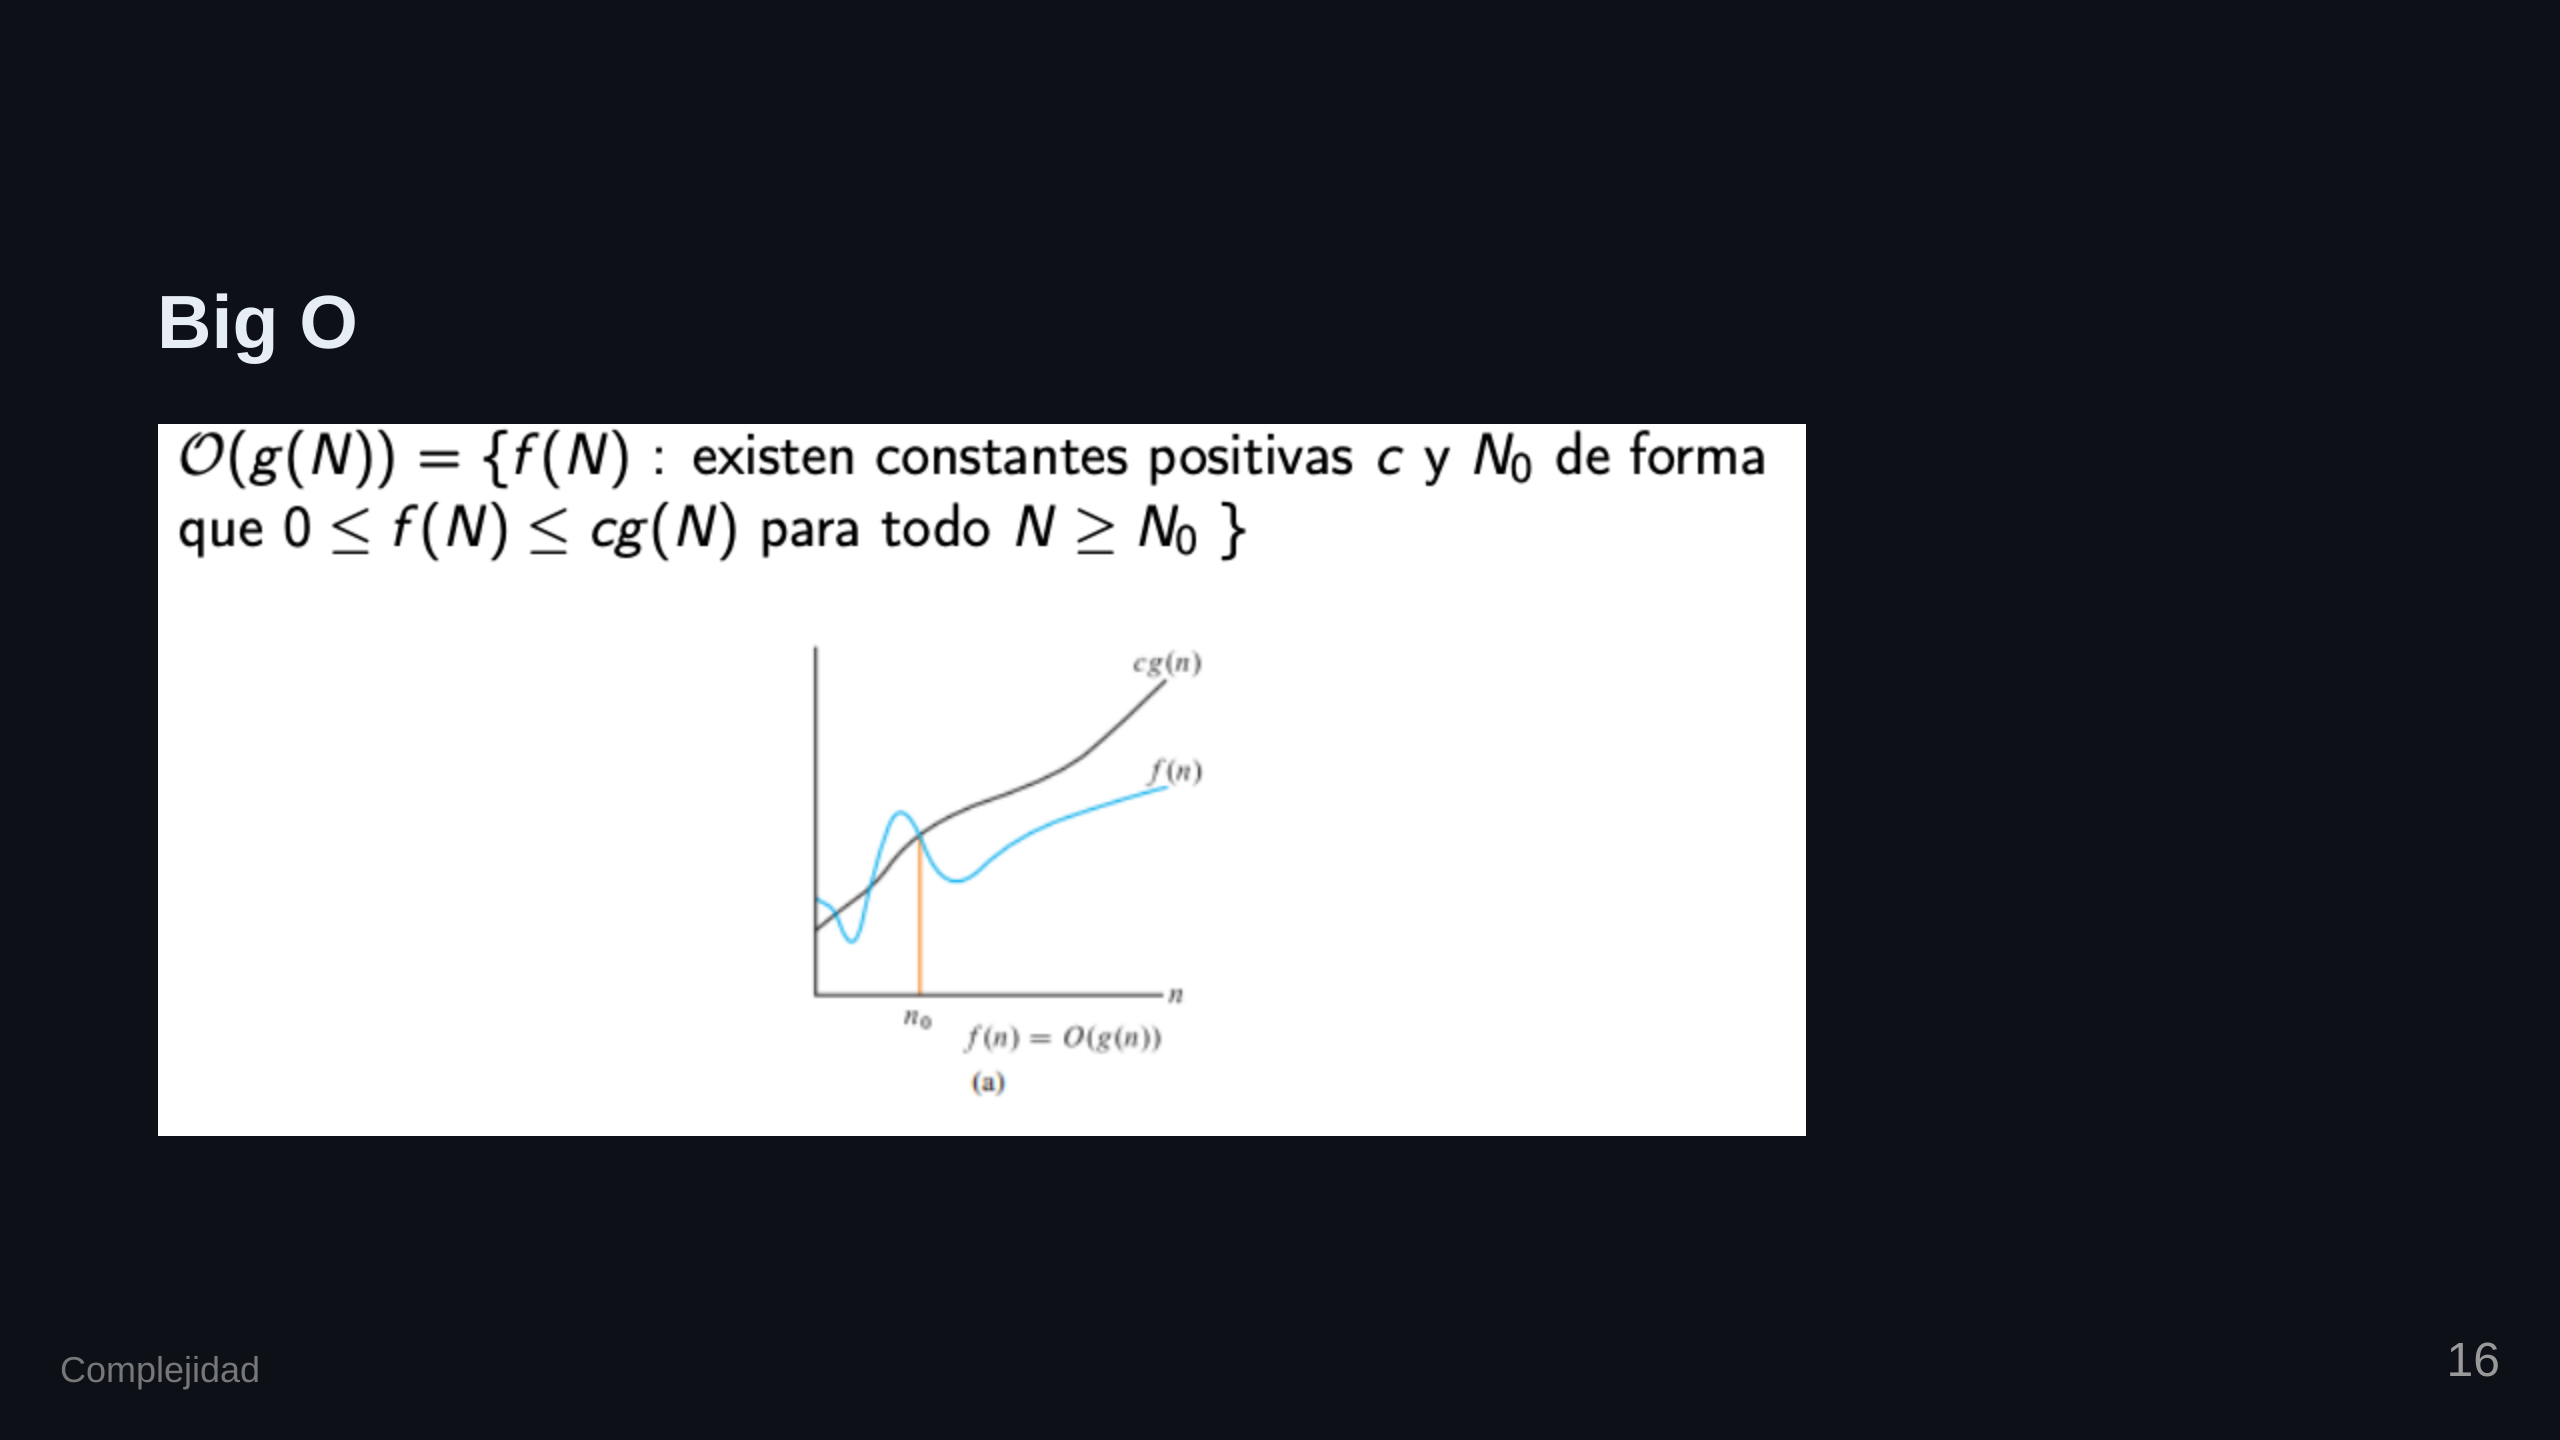 Big O
𝒪(g(N)) = {f(N) : existen constantes positivas c y N₀ de forma
que 0 ≤ f(N) ≤ cg(N) para todo N ≥ N₀ }
cg(n)
f(n)
n
n₀
f(n) = O(g(n))
(a)
Complejidad
16